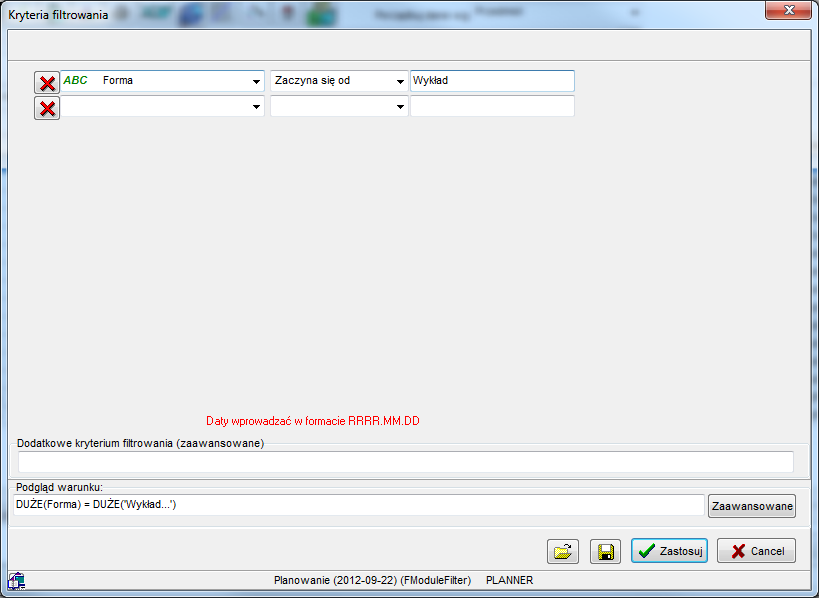 Kryteria filtrowania
ABC Forma Zaczyna się od Wykład
Daty wprowadzać w formacie RRRR.MM.DD
Dodatkowe kryterium filtrowania (zaawansowane)
Podgląd warunku:
DUŻE(Forma) = DUŻE('Wykład...')
Zaawansowane
Zastosuj Cancel
Planowanie (2012-09-22) (FModuleFilter) PLANNER